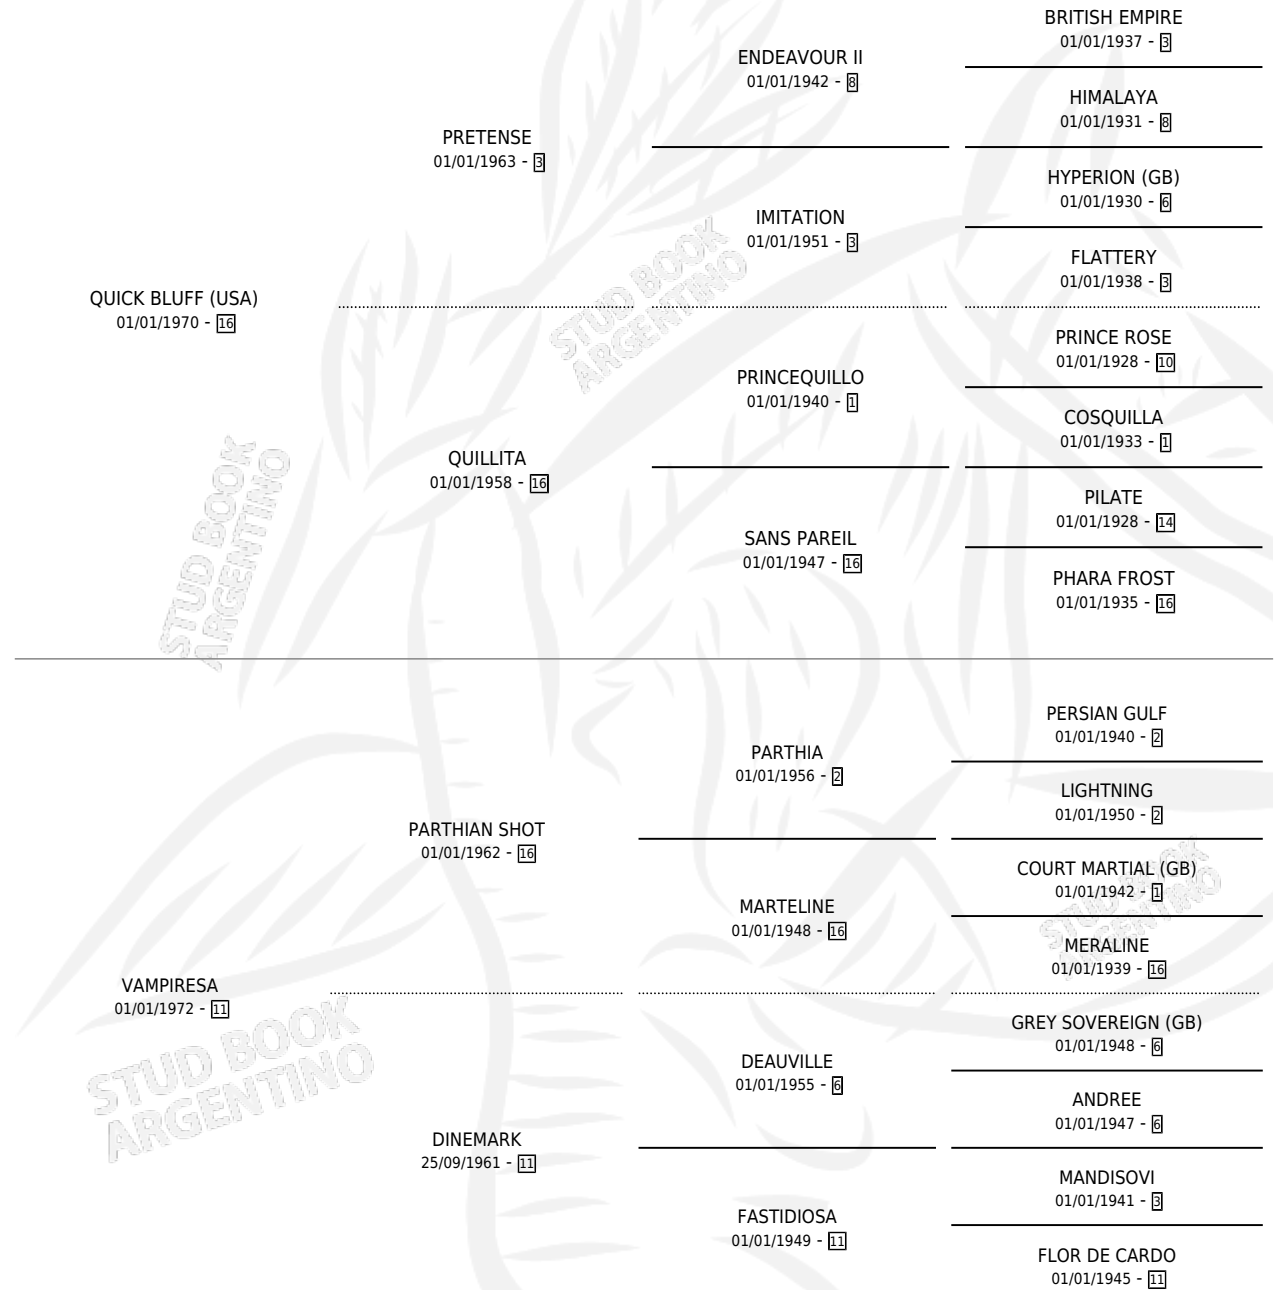 BRITISH EMPIRE
01/01/1937 - 3
ENDEAVOUR II
01/01/1942 - 8
HIMALAYA
01/01/1931 - 8
PRETENSE
01/01/1963 - 3
HYPERION (GB)
01/01/1930 - 6
IMITATION
01/01/1951 - 3
FLATTERY
01/01/1938 - 3
QUICK BLUFF (USA)
01/01/1970 - 16
PRINCE ROSE
01/01/1928 - 10
PRINCEQUILLO
01/01/1940 - 1
COSQUILLA
01/01/1933 - 1
QUILLITA
01/01/1958 - 16
PILATE
01/01/1928 - 14
SANS PAREIL
01/01/1947 - 16
PHARA FROST
01/01/1935 - 16
STUD BOOK
ARGENTINO
STUD BOOK
ARGENTINO
PERSIAN GULF
01/01/1940 - 2
PARTHIA
01/01/1956 - 2
LIGHTNING
01/01/1950 - 2
PARTHIAN SHOT
01/01/1962 - 16
COURT MARTIAL (GB)
01/01/1942 - 1
MARTELINE
01/01/1948 - 16
MERALINE
01/01/1939 - 16
VAMPIRESA
01/01/1972 - 11
GREY SOVEREIGN (GB)
01/01/1948 - 6
DEAUVILLE
01/01/1955 - 6
ANDREE
01/01/1947 - 6
DINEMARK
25/09/1961 - 11
MANDISOVI
01/01/1941 - 3
FASTIDIOSA
01/01/1949 - 11
FLOR DE CARDO
01/01/1945 - 11
STUD BOOK
ARGENTINO
STUD BOOK
ARGENTINO